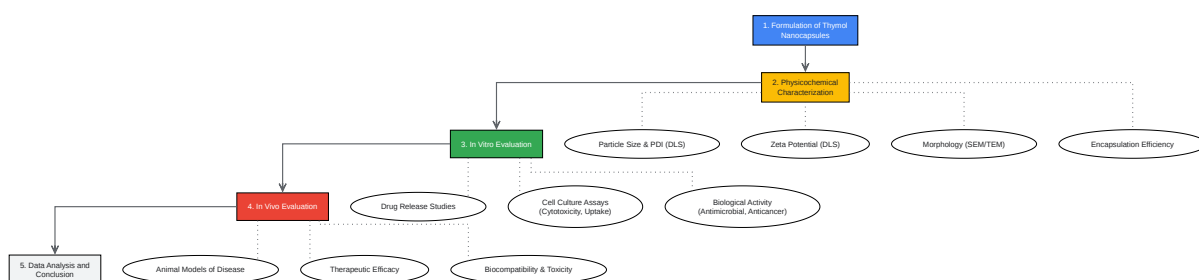 1. Formulation of Thymol
Nanocapsules
2. Physicochemical
Characterization
Particle Size & PDI (DLS)
Zeta Potential (DLS)
Morphology (SEM/TEM)
Encapsulation Efficiency
3. In Vitro Evaluation
Drug Release Studies
Cell Culture Assays
(Cytotoxicity, Uptake)
Biological Activity
(Antimicrobial, Anticancer)
4. In Vivo Evaluation
Animal Models of Disease
Therapeutic Efficacy
Biocompatibility & Toxicity
5. Data Analysis and
Conclusion